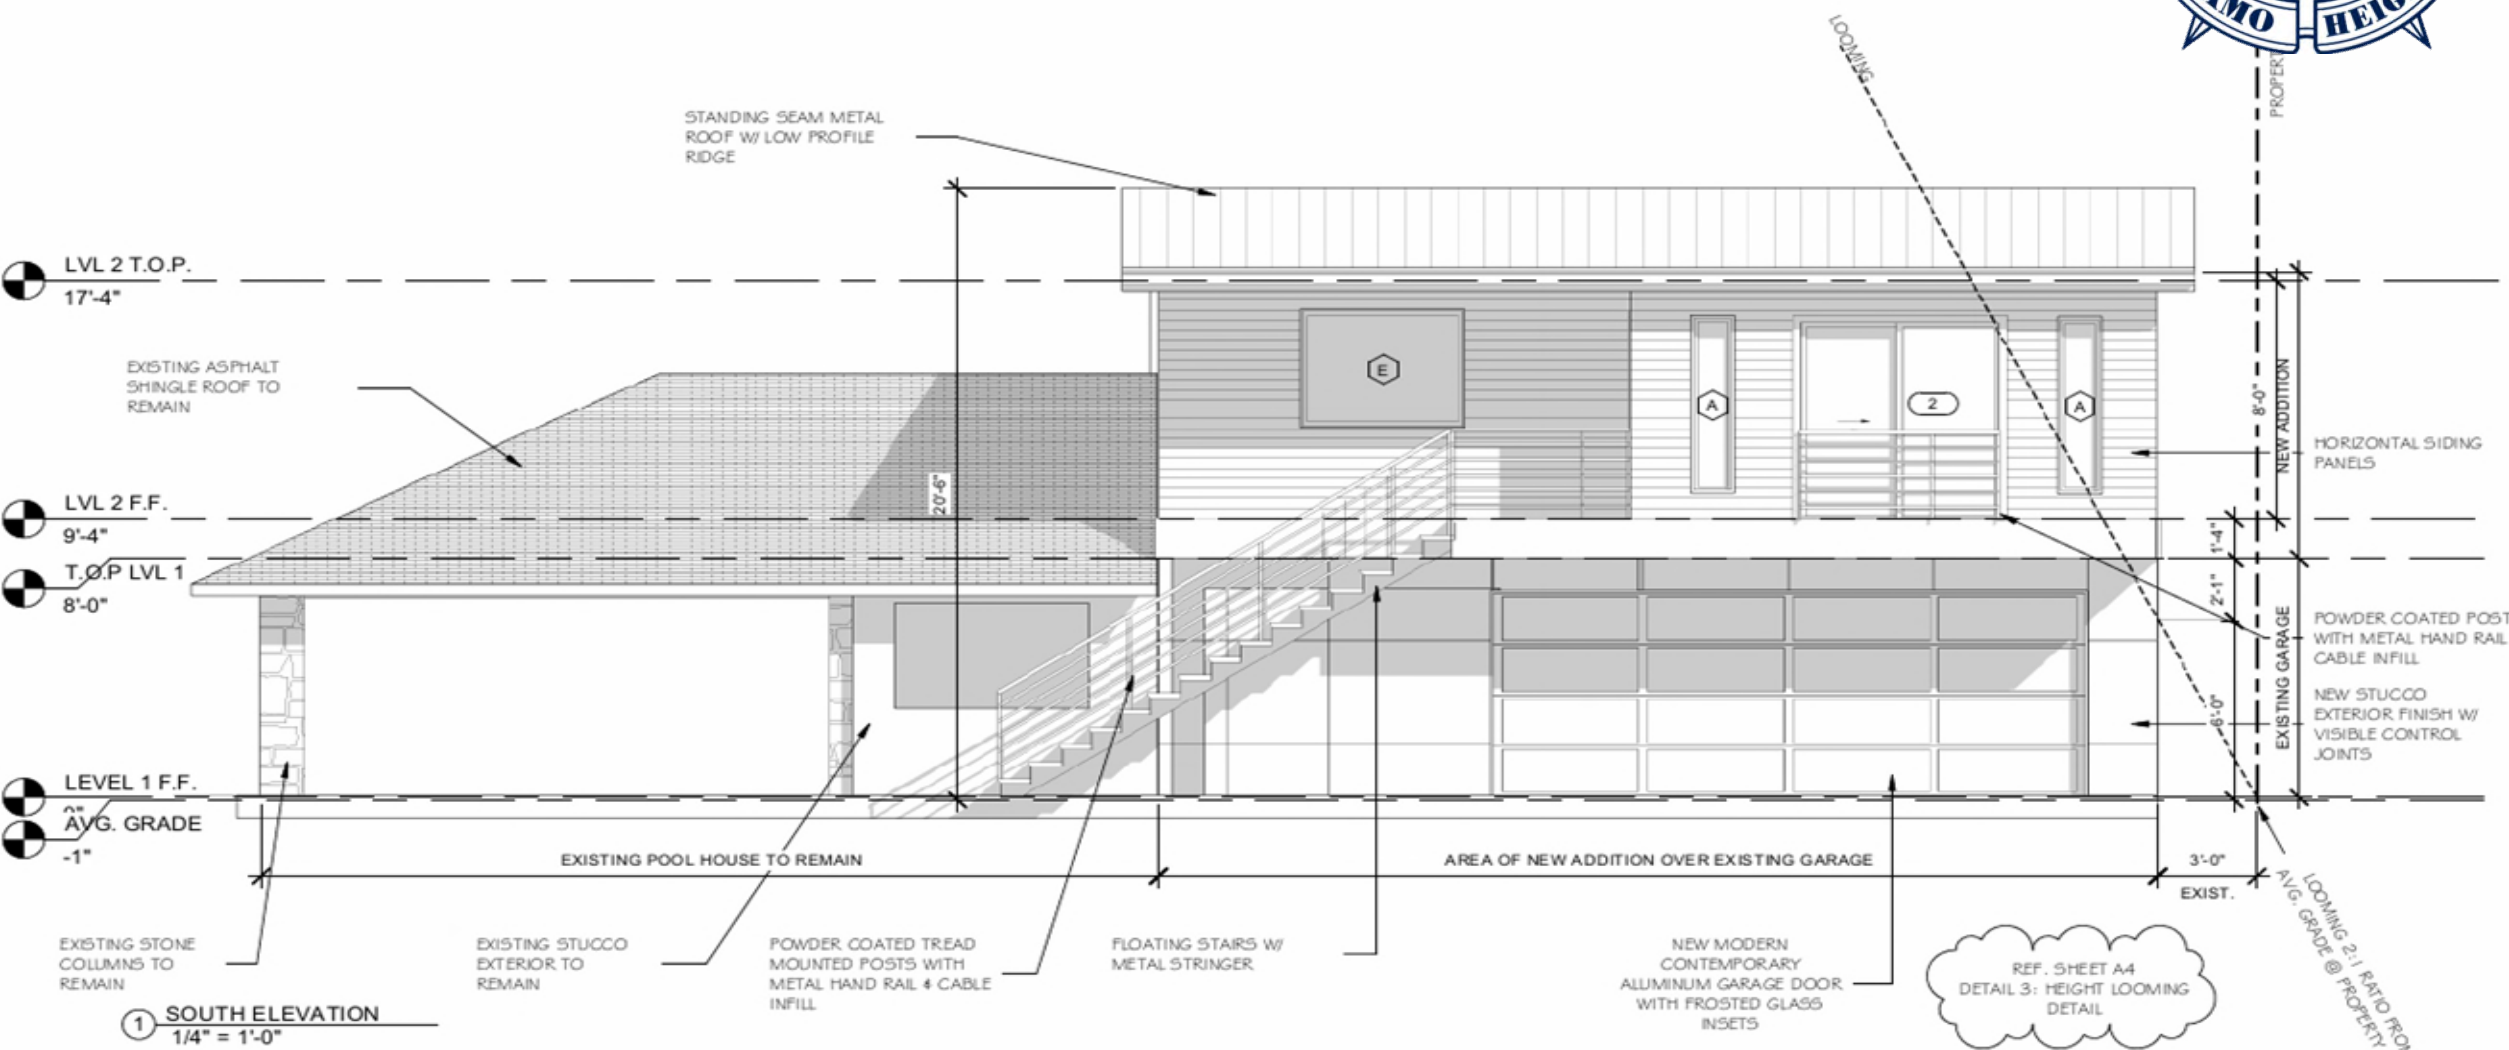 LOOMING
LOOMING
HEIG
PROPERT
STANDING SEAM METAL
ROOF W/ LOW PROFILE
RIDGE
LVL 2 T.O.P.
17'-4"
EXISTING ASPHALT
SHINGLE ROOF TO
REMAIN
LVL 2 F.F.
9'-4"
T.O.P LVL 1
8'-0"
LEVEL 1 F.F.
0"
AVG. GRADE
-1"
20'-6"
E
A
2
A
8'-0"
NEW ADDITION
1'-4"
2'-1"
6'-0"
EXISTING GARAGE
HORIZONTAL SIDING
PANELS
POWDER COATED POST
WITH METAL HAND RAIL
CABLE INFILL
NEW STUCCO
EXTERIOR FINISH W/
VISIBLE CONTROL
JOINTS
EXISTING POOL HOUSE TO REMAIN
AREA OF NEW ADDITION OVER EXISTING GARAGE
3'-0"
EXIST.
LOOMING 2:1 RATIO FROM
AVG. GRADE @ PROPERTY
EXISTING STONE
COLUMNS TO
REMAIN
EXISTING STUCCO
EXTERIOR TO
REMAIN
POWDER COATED TREAD
MOUNTED POSTS WITH
METAL HAND RAIL & CABLE
INFILL
FLOATING STAIRS W/
METAL STRINGER
NEW MODERN
CONTEMPORARY
ALUMINUM GARAGE DOOR
WITH FROSTED GLASS
INSETS
REF. SHEET A4
DETAIL 3: HEIGHT LOOMING
DETAIL
1 SOUTH ELEVATION
1/4" = 1'-0"